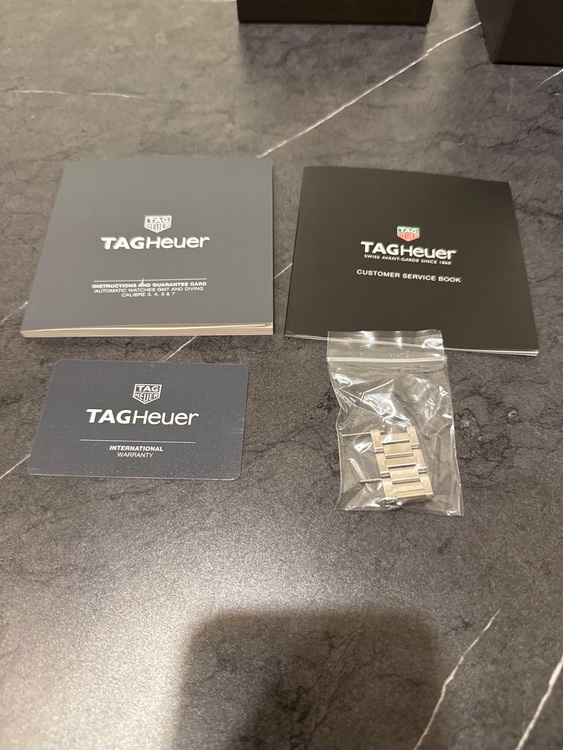 TAG
HEUER
TAGHeuer
INSTRUCTIONS AND GUARANTEE CARD
AUTOMATIC WATCHES GMT AND DIVING
CALIBRE 3, 4, 5 & 7
TAG
HEUER
TAGHeuer
SWISS AVANT-GARDE SINCE 1860
CUSTOMER SERVICE BOOK
TAG
HEUER
TAGHeuer
INTERNATIONAL
WARRANTY